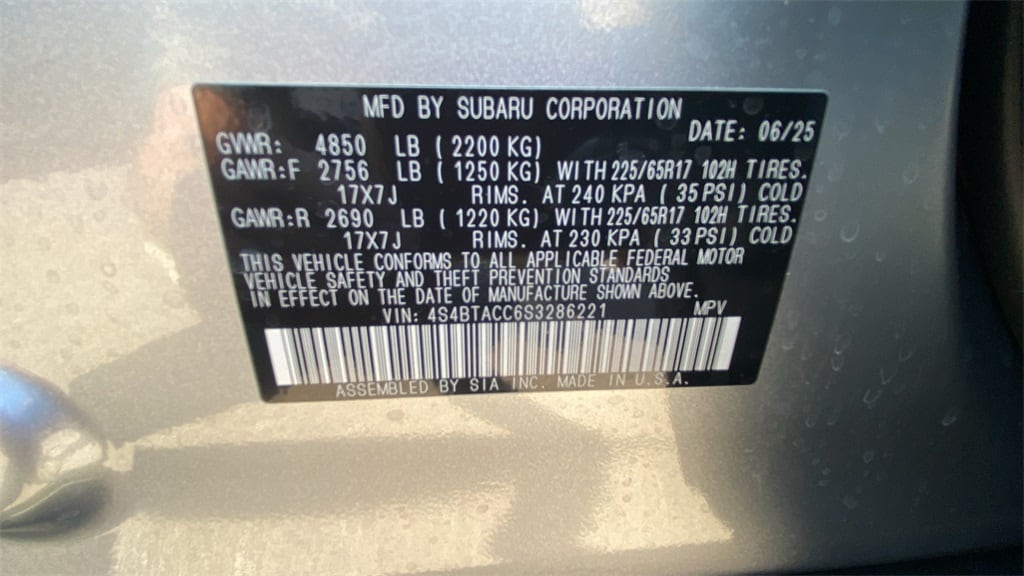 MFD BY SUBARU CORPORATION
DATE: 06/25
GVWR: 4850 LB ( 2200 KG)
GAWR:F 2756 LB ( 1250 KG) WITH 225/65R17 102H TIRES.
17X7J RIMS. AT 240 KPA ( 35 PSI) COLD
GAWR:R 2690 LB ( 1220 KG) WITH 225/65R17 102H TIRES.
17X7J RIMS. AT 230 KPA ( 33 PSI) COLD
THIS VEHICLE CONFORMS TO ALL APPLICABLE FEDERAL MOTOR
VEHICLE SAFETY AND THEFT PREVENTION STANDARDS
IN EFFECT ON THE DATE OF MANUFACTURE SHOWN ABOVE.
VIN: 4S4BTACC6S3286221 MPV
ASSEMBLED BY SIA INC. MADE IN U.S.A.